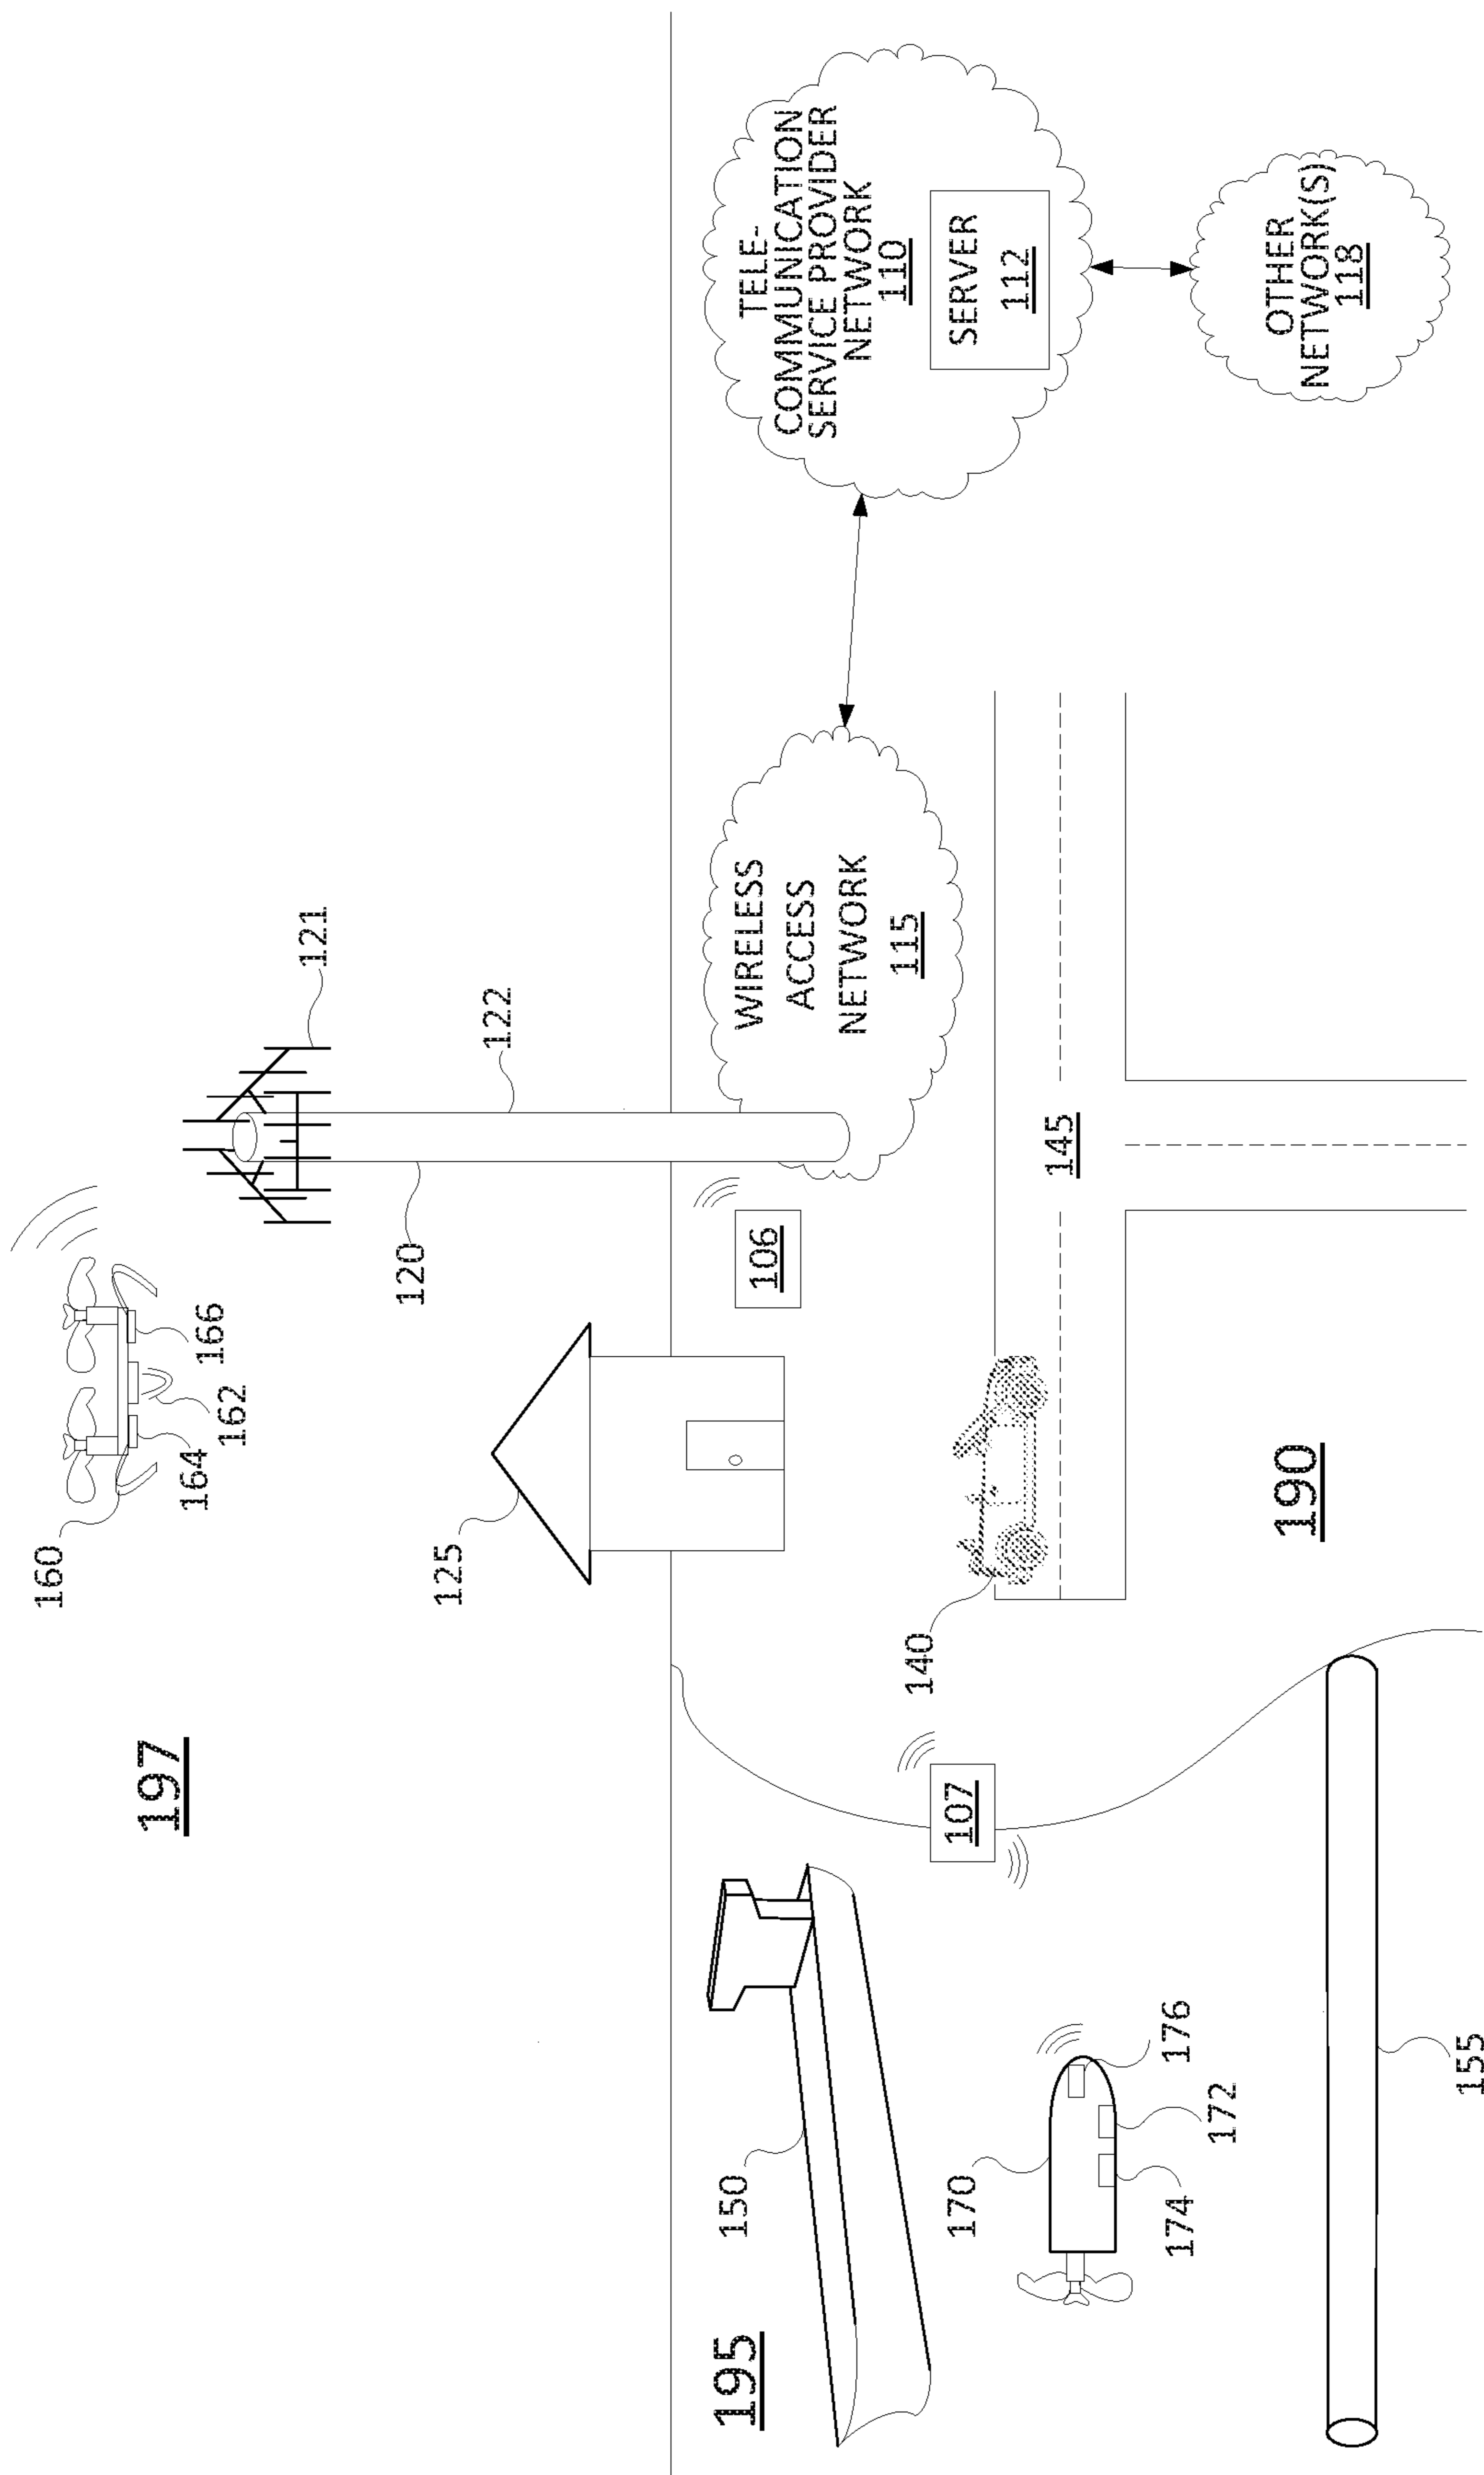 197
160
164
162
166
121
120
122
125
195
150
170
174
172
176
155
107
140
106
145
190
WIRELESS
ACCESS
NETWORK
115
TELE-
COMMUNICATION
SERVICE PROVIDER
NETWORK
110
SERVER
112
OTHER
NETWORK(S)
118